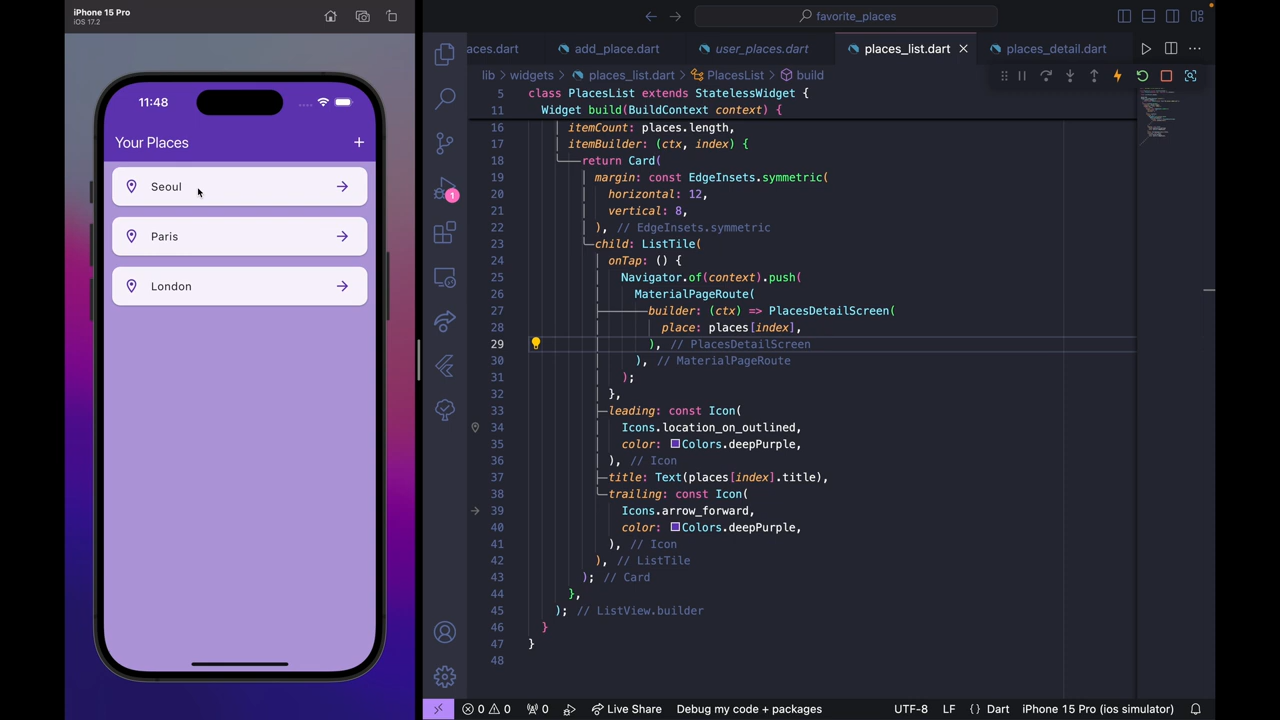 iPhone 15 Pro
iOS 17.2
11:48
Your Places
+
Seoul
Paris
London
favorite_places
aces.dart
add_place.dart
user_places.dart
places_list.dart
places_detail.dart
lib > widgets > places_list.dart > PlacesList > build
5 class PlacesList extends StatelessWidget {
11 Widget build(BuildContext context) {
16 itemCount: places.length,
17 itemBuilder: (ctx, index) {
18 return Card(
19 margin: const EdgeInsets.symmetric(
20 horizontal: 12,
21 vertical: 8,
22 ), // EdgeInsets.symmetric
23 child: ListTile(
24 onTap: () {
25 Navigator.of(context).push(
26 MaterialPageRoute(
27 builder: (ctx) => PlacesDetailScreen(
28 place: places[index],
29 ), // PlacesDetailScreen
30 ), // MaterialPageRoute
31 );
32 },
33 leading: const Icon(
34 Icons.location_on_outlined,
35 color: Colors.deepPurple,
36 ), // Icon
37 title: Text(places[index].title),
38 trailing: const Icon(
39 Icons.arrow_forward,
40 color: Colors.deepPurple,
41 ), // Icon
42 ), // ListTile
43 ); // Card
44 },
45 ); // ListView.builder
46 }
47 }
48
1
0 0 0 Live Share Debug my code + packages UTF-8 LF {} Dart iPhone 15 Pro (ios simulator)